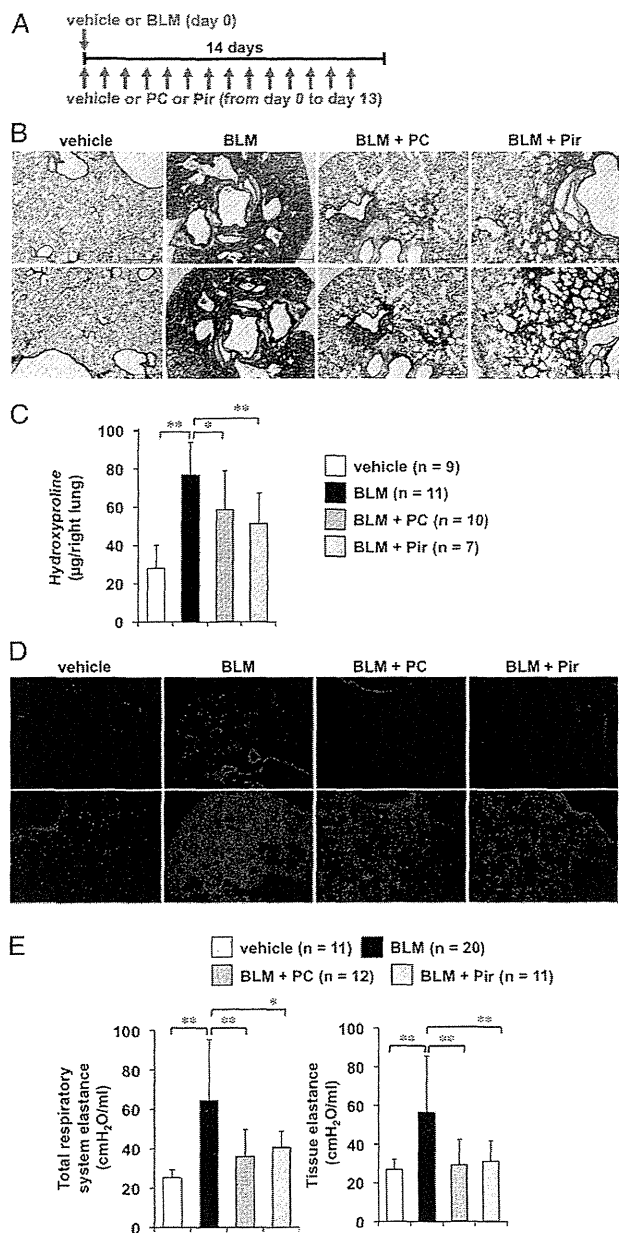 A
vehicle or BLM (day 0)
14 days
vehicle or PC or Pir (from day 0 to day 13)
B
vehicle BLM BLM + PC BLM + Pir
C
100
80
60
40
20
0
Hydroxyproline
(µg/right lung)
** * **
vehicle (n = 9)
BLM (n = 11)
BLM + PC (n = 10)
BLM + Pir (n = 7)
D
vehicle BLM BLM + PC BLM + Pir
E
vehicle (n = 11) BLM (n = 20)
BLM + PC (n = 12) BLM + Pir (n = 11)
Total respiratory
system elastance
(cmH2O/ml)
100
80
60
40
20
0
** ** *
Tissue elastance
(cmH2O/ml)
100
80
60
40
20
0
** ** **